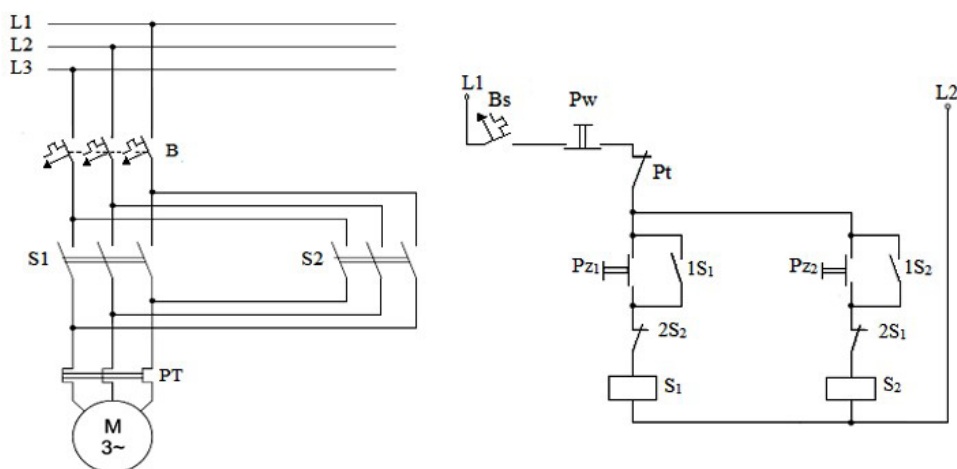 L1
L2
L3
B
S1
S2
PT
M
3~
L1
Bs
Pw
L2
Pt
Pz₁
1S₁
Pz₂
1S₂
2S₂
2S₁
S₁
S₂